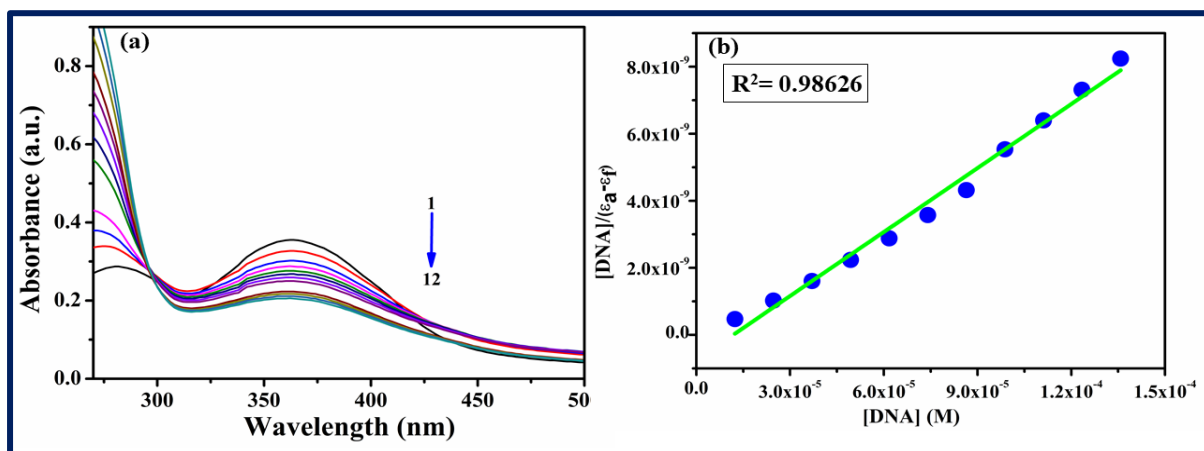 (a)
0.8
0.6
0.4
0.2
0.0
Absorbance (a.u.)
1
12
300
350
400
450
50
Wavelength (nm)
(b)
R²= 0.98626
8.0x10⁻⁹
6.0x10⁻⁹
4.0x10⁻⁹
2.0x10⁻⁹
0.0
[DNA]/(εa-εf)
0.0
3.0x10⁻⁵
6.0x10⁻⁵
9.0x10⁻⁵
1.2x10⁻⁴
1.5x10⁻⁴
[DNA] (M)